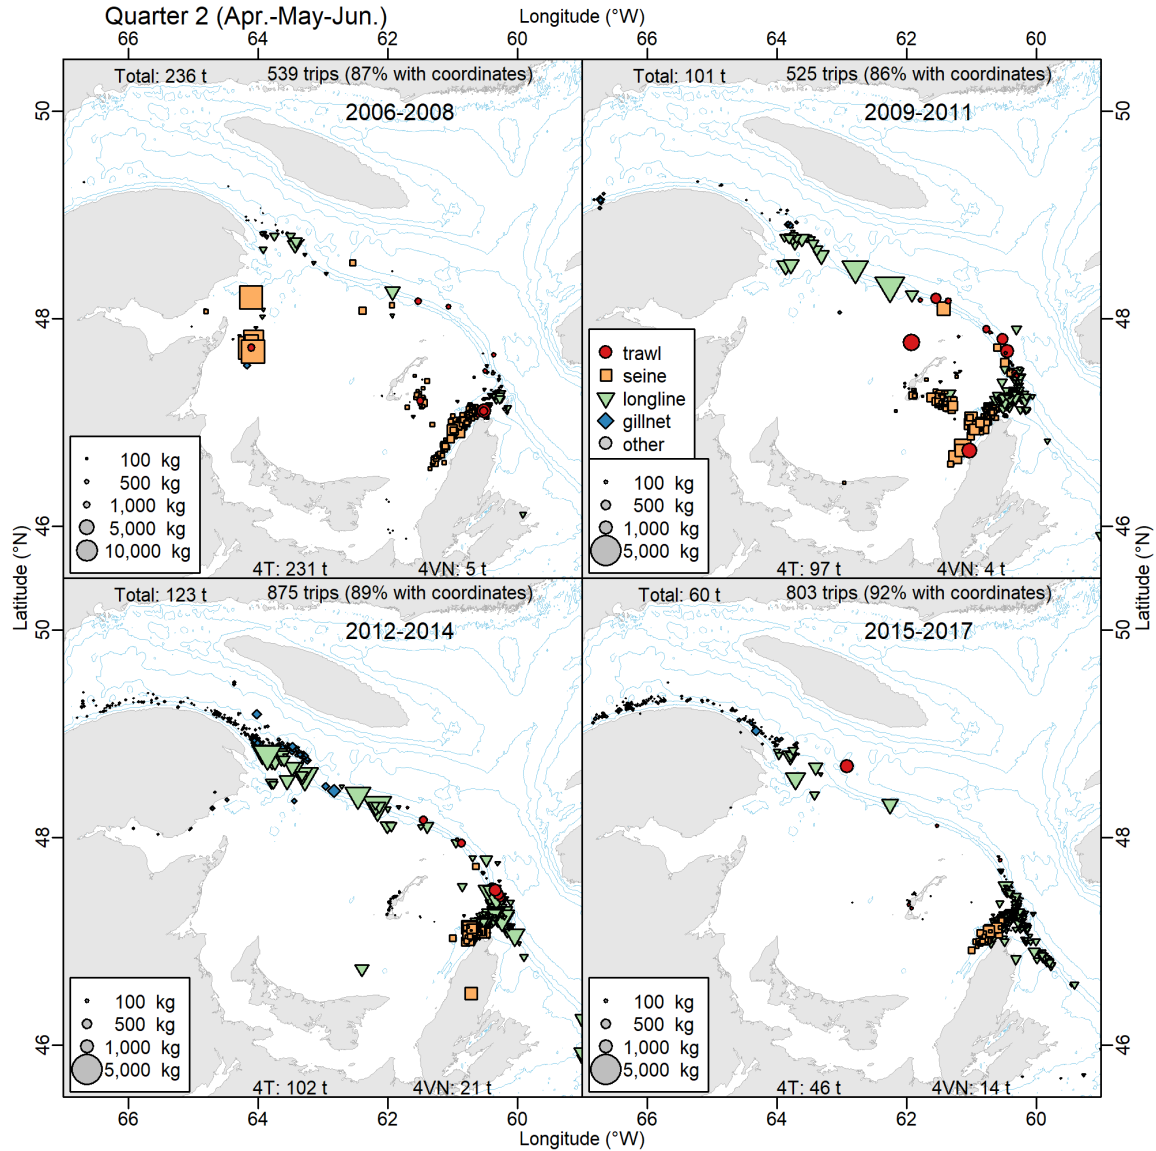 Quarter 2 (Apr.-May-Jun.)
Longitude (°W)
66 64 62 60 66 64 62 60
Total: 236 t 539 trips (87% with coordinates)
2006-2008
Total: 101 t 525 trips (86% with coordinates)
2009-2011
50
48
46
50
48
46
trawl
seine
longline
gillnet
other
100 kg
500 kg
1,000 kg
5,000 kg
10,000 kg
100 kg
500 kg
1,000 kg
5,000 kg
4T: 231 t 4VN: 5 t
4T: 97 t 4VN: 4 t
Latitude (°N)
Latitude (°N)
Total: 123 t 875 trips (89% with coordinates)
2012-2014
Total: 60 t 803 trips (92% with coordinates)
2015-2017
50
48
46
50
48
46
100 kg
500 kg
1,000 kg
5,000 kg
100 kg
500 kg
1,000 kg
5,000 kg
4T: 102 t 4VN: 21 t
4T: 46 t 4VN: 14 t
66 64 62 60 66 64 62 60
Longitude (°W)